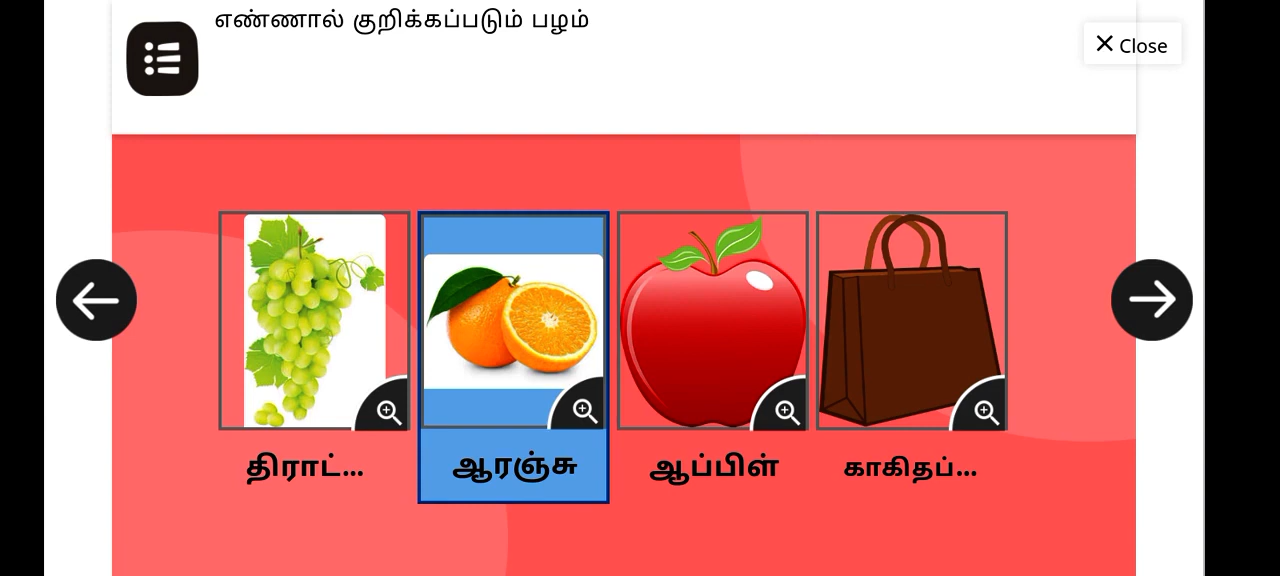 எண்ணால் குறிக்கப்படும் பழம்
Close
திராட்...
ஆரஞ்சு
ஆப்பிள்
காகிதப்...